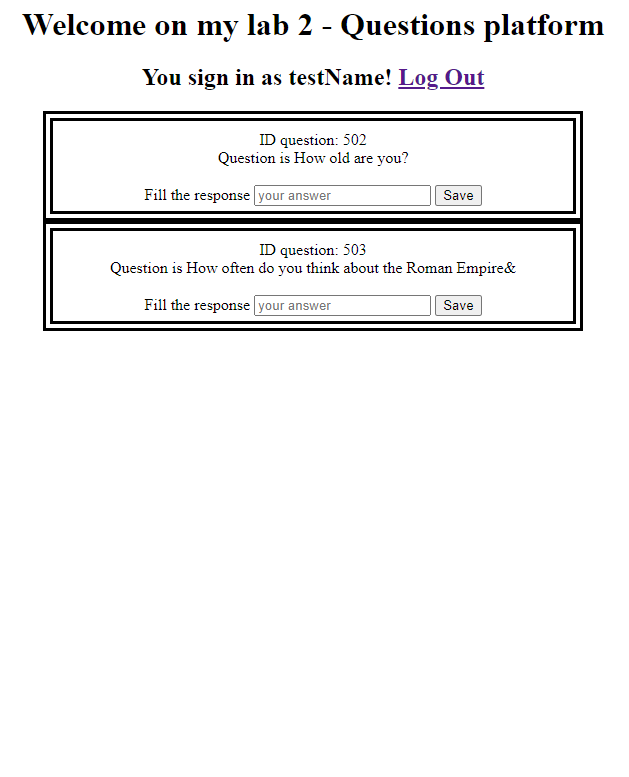 Welcome on my lab 2 - Questions platform
You sign in as testName! Log Out
ID question: 502
Question is How old are you?
Fill the response your answer Save
ID question: 503
Question is How often do you think about the Roman Empire&
Fill the response your answer Save